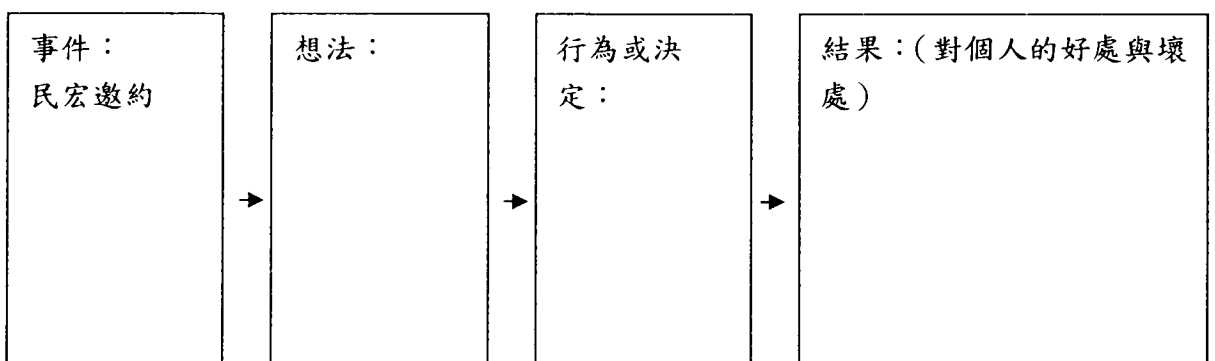 事件：
民宏邀約
想法：
行為或決
定：
結果：(對個人的好處與壞
處)